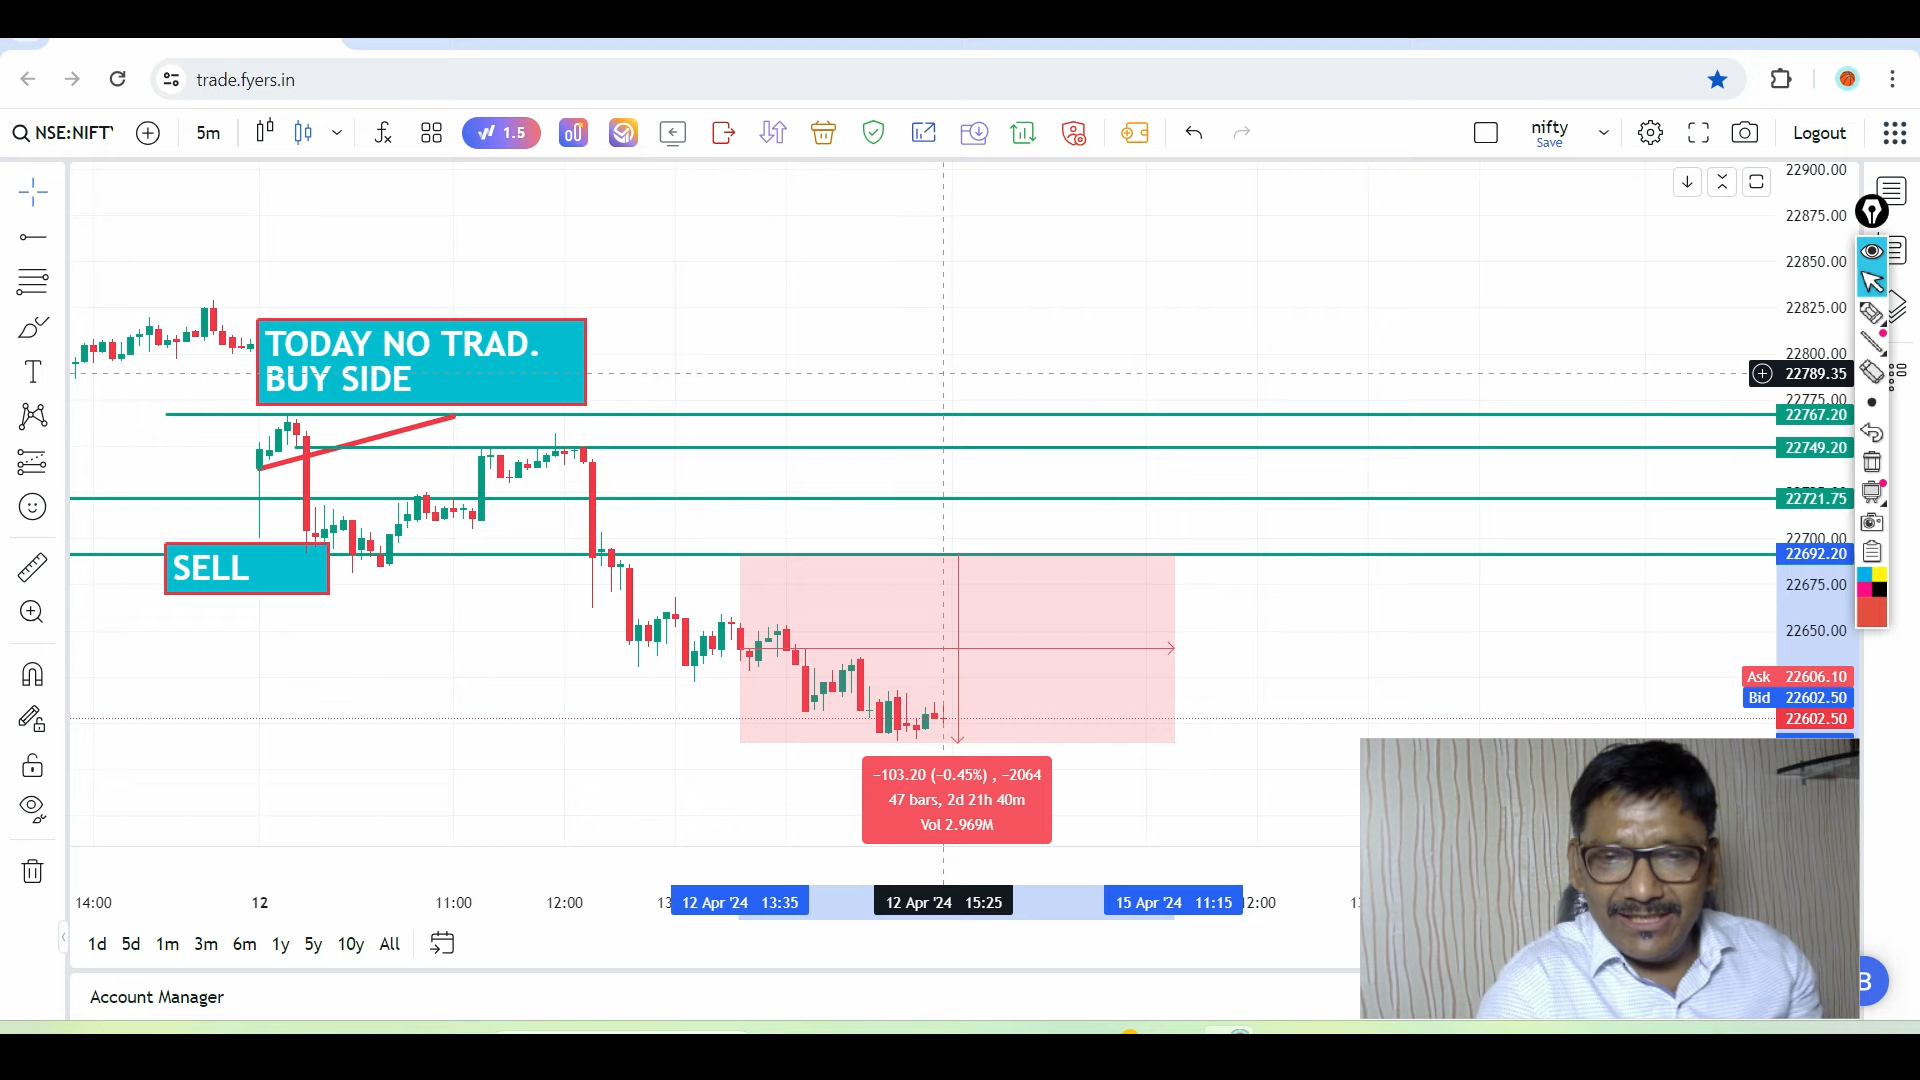 trade.fyers.in
NSE:NIFTY
5m
1.5
nifty
Save
Logout
22900.00
22875.00
22850.00
22825.00
22800.00
22789.35
22775.00
22767.20
22749.20
22721.75
22700.00
22692.20
22675.00
22650.00
Ask 22606.10
Bid 22602.50
22602.50
TODAY NO TRAD.
BUY SIDE
SELL
−103.20 (−0.45%) , −2064
47 bars, 2d 21h 40m
Vol 2.969M
14:00
12
11:00
12:00
12 Apr '24 13:35
12 Apr '24 15:25
15 Apr '24 11:15
1d 5d 1m 3m 6m 1y 5y 10y All
Account Manager
B